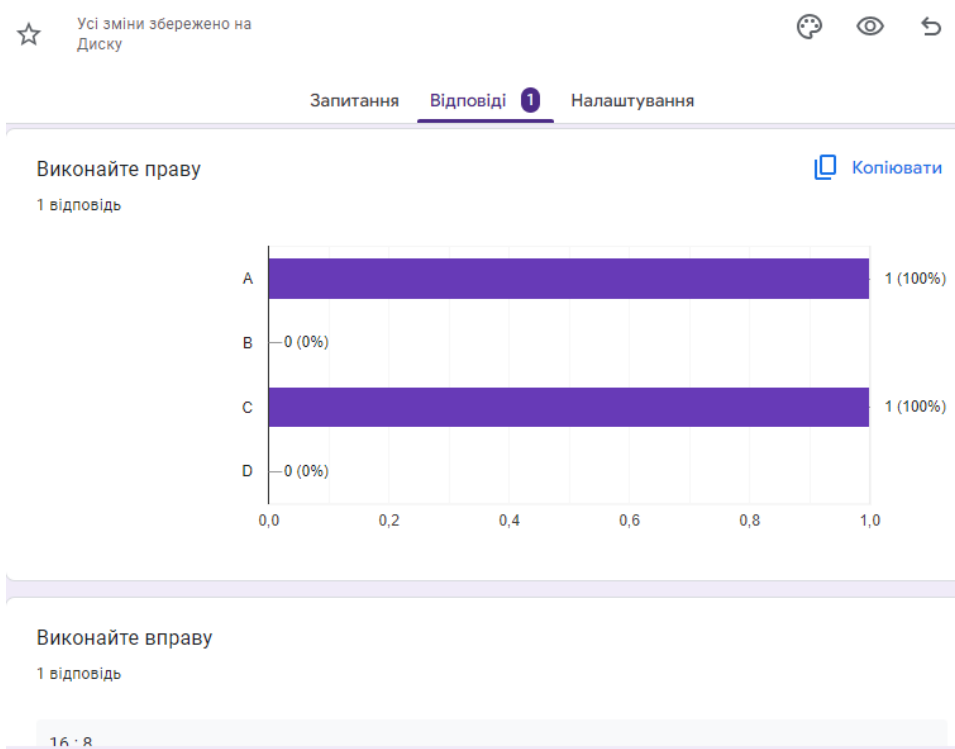 Усі зміни збережено на
Диску
Запитання Відповіді 1 Налаштування
Виконайте праву
Копіювати
1 відповідь
A 1 (100%)
B 0 (0%)
C 1 (100%)
D 0 (0%)
0,0 0,2 0,4 0,6 0,8 1,0
Виконайте вправу
1 відповідь
16 : 8